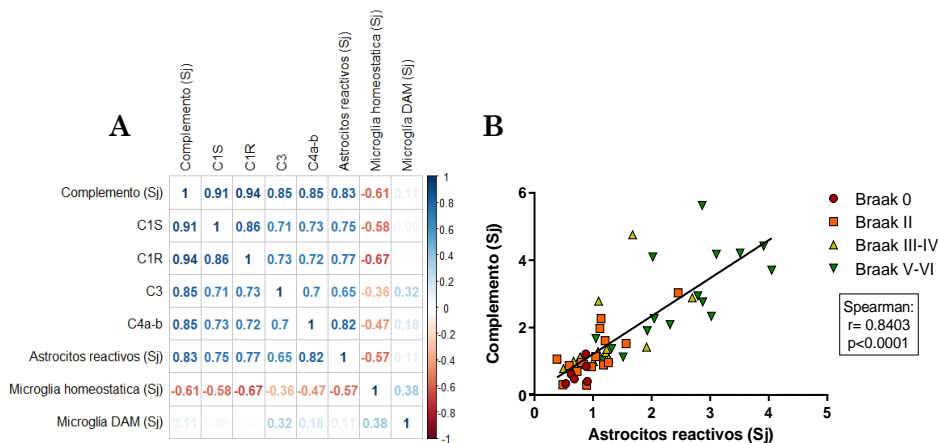 A
Complemento (Sj)
C1S
C1R
C3
C4a-b
Astrocitos reactivos (Sj)
Microglia homeostatica (Sj)
Microglía DAM (Sj)
Complemento (Sj) 1 0.91 0.94 0.85 0.85 0.83 -0.61 0.11
C1S 0.91 1 0.86 0.71 0.73 0.75 -0.58 0.06
C1R 0.94 0.86 1 0.73 0.72 0.77 -0.67
C3 0.85 0.71 0.73 1 0.7 0.65 -0.36 0.32
C4a-b 0.85 0.73 0.72 0.7 1 0.82 -0.47 0.18
Astrocitos reactivos (Sj) 0.83 0.75 0.77 0.65 0.82 1 -0.57 0.11
Microglia homeostatica (Sj) -0.61 -0.58 -0.67 -0.36 -0.47 -0.57 1 0.38
Microglía DAM (Sj) 0.11 0.06 0.32 0.18 0.11 0.38 1
1
0.8
0.6
0.4
0.2
0
-0.2
-0.4
-0.6
-0.8
-1
B
Complemento (Sj)
6
4
2
0
0 1 2 3 4 5
Astrocitos reactivos (Sj)
Braak 0
Braak II
Braak III-IV
Braak V-VI
Spearman:
r= 0.8403
p<0.0001